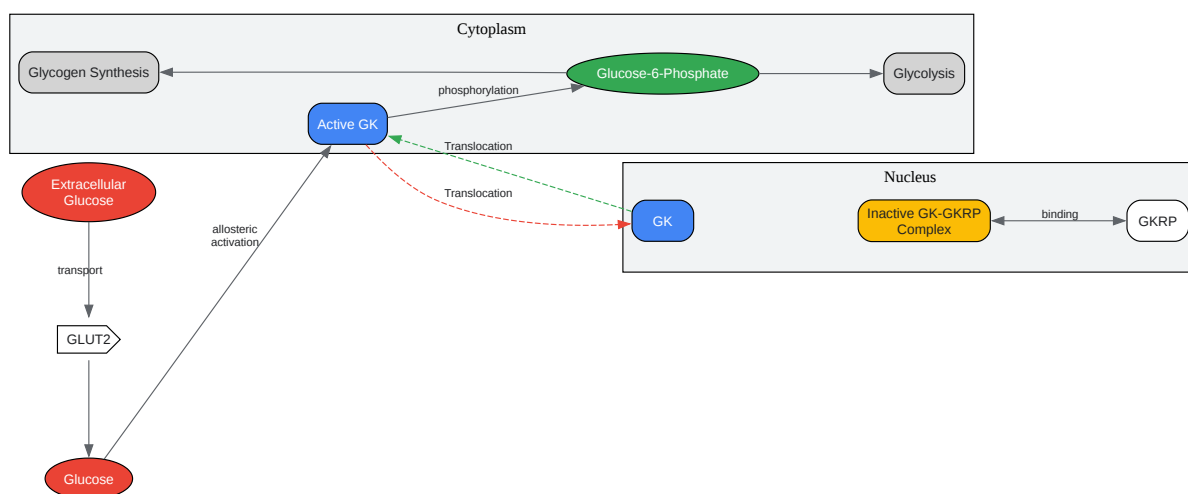 Cytoplasm
Glycogen Synthesis
Glucose-6-Phosphate
Glycolysis
phosphorylation
Active GK
Translocation
Translocation
Extracellular
Glucose
Nucleus
GK
Inactive GK-GKRP
Complex
binding
GKRP
allosteric
activation
transport
GLUT2
Glucose